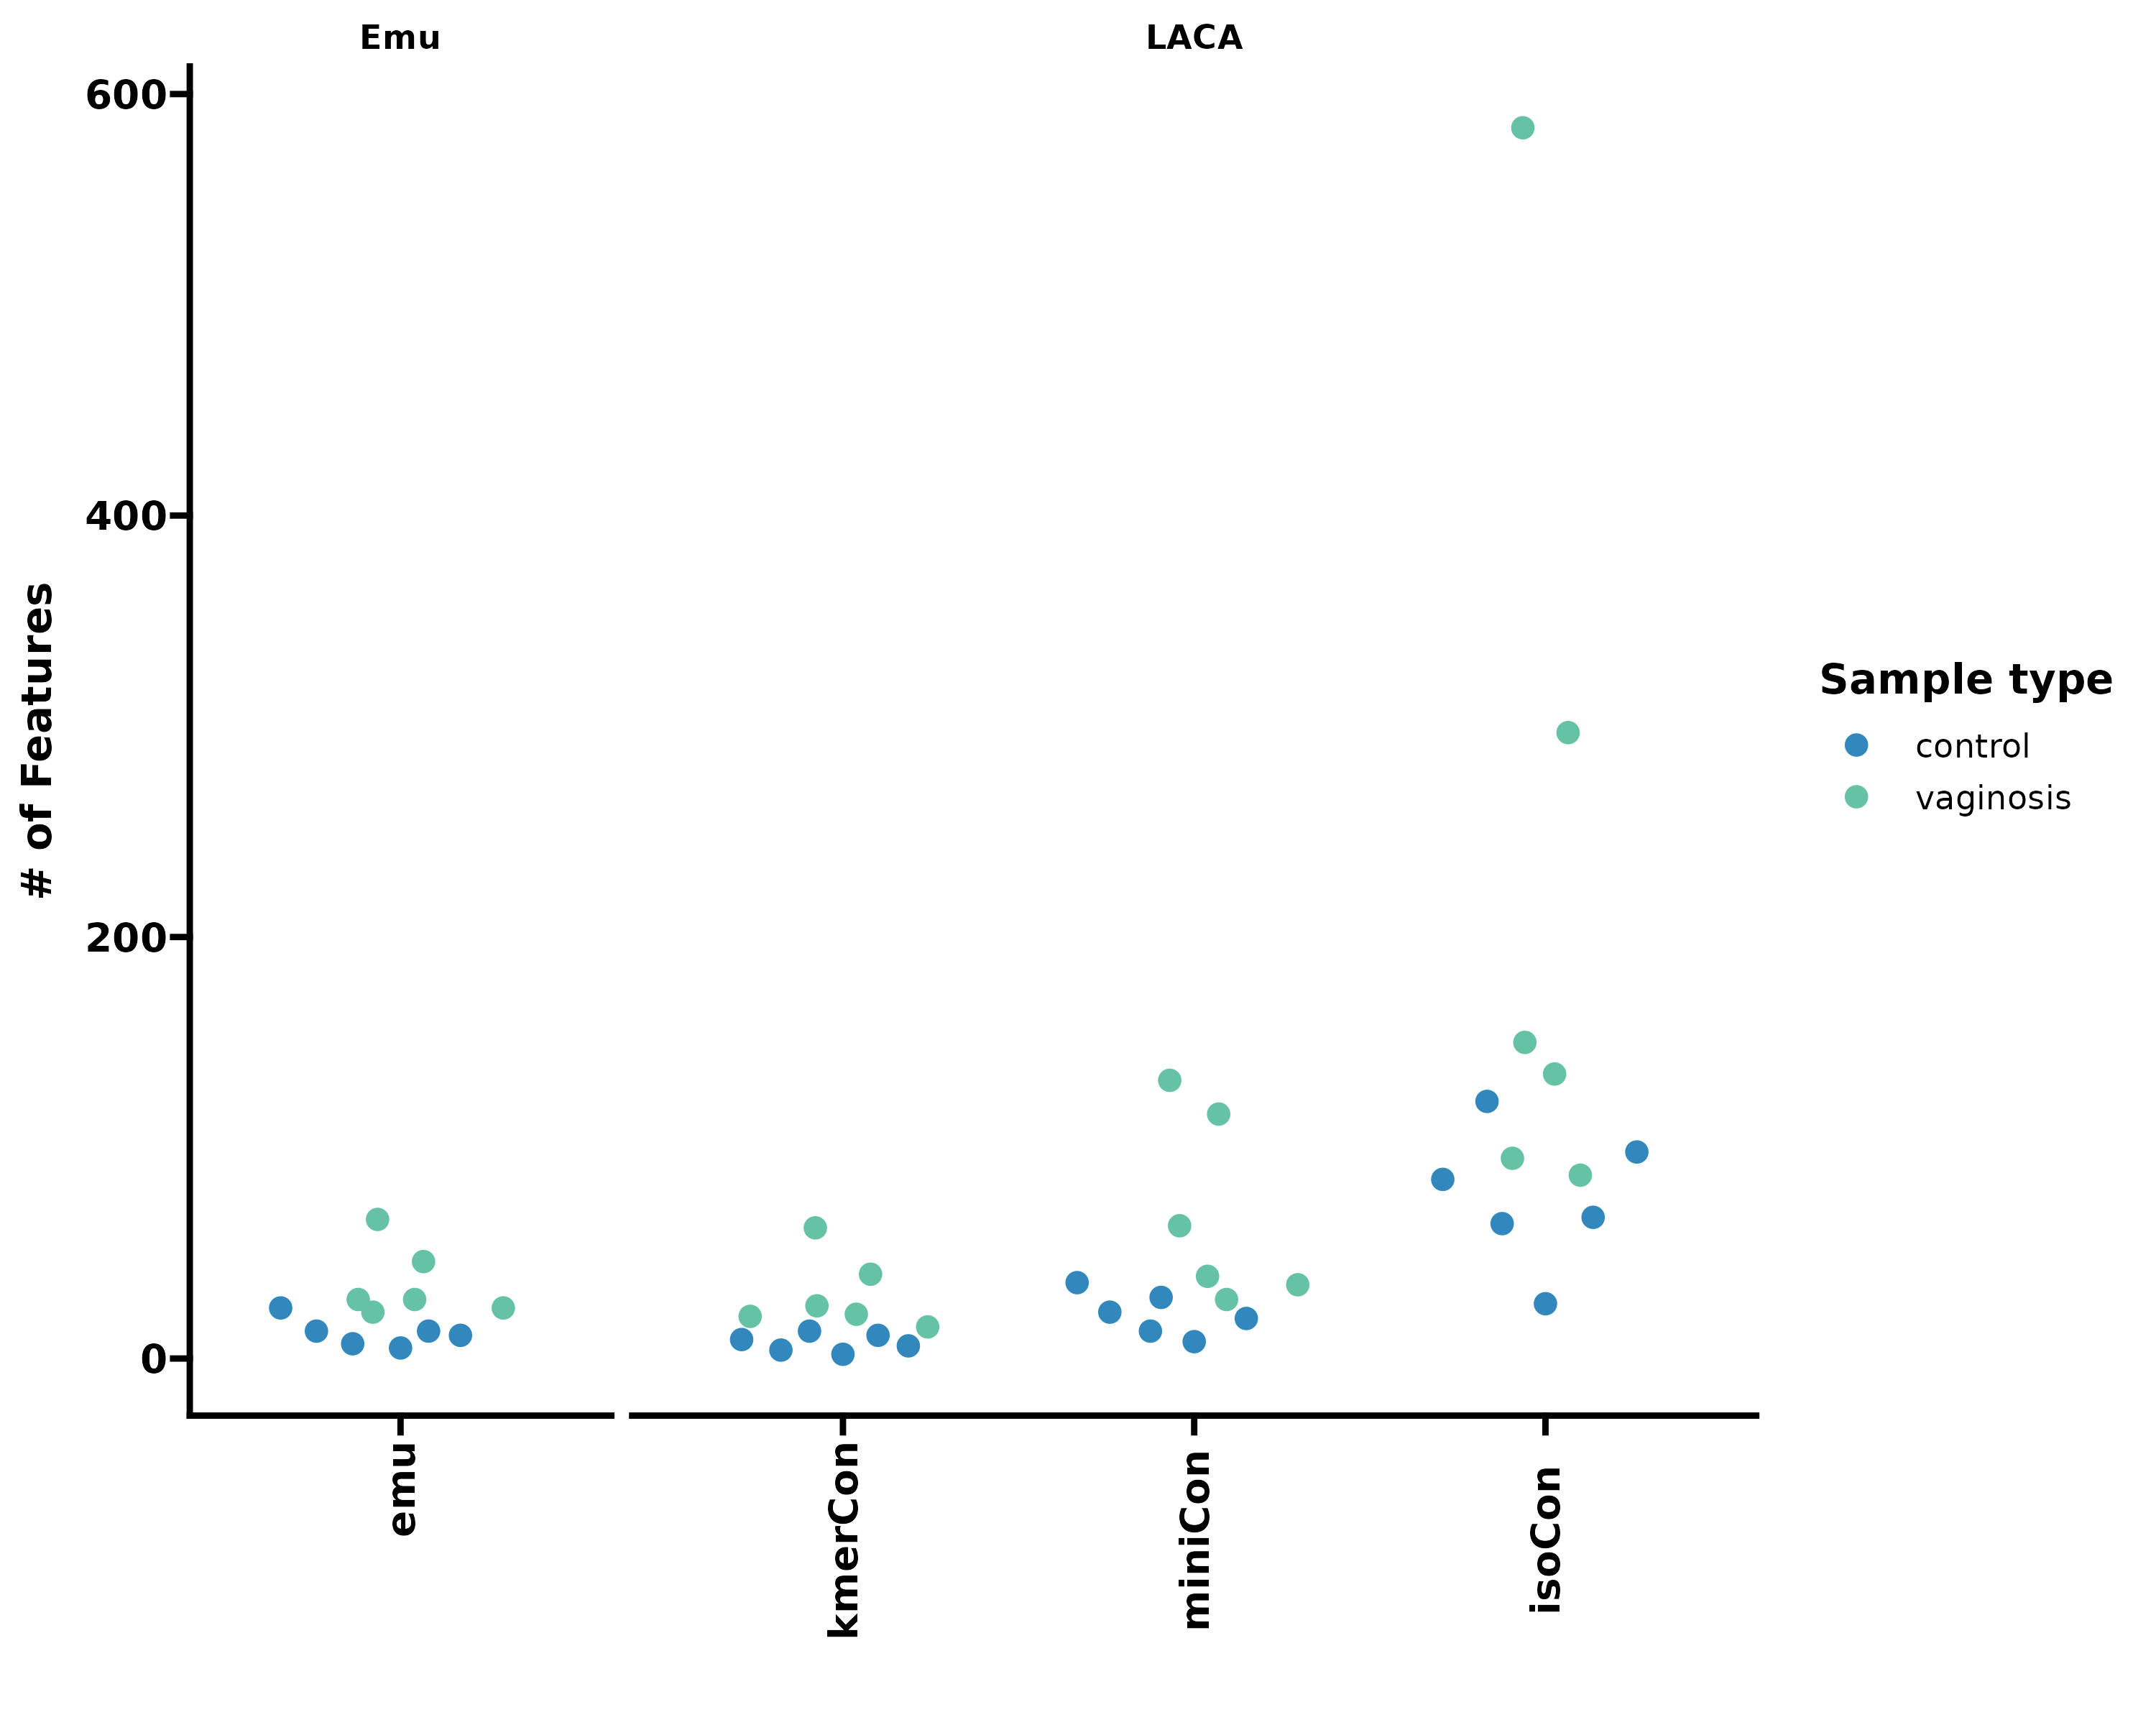 Emu
LACA
600
400
200
0
# of Features
emu
kmerCon
miniCon
isoCon
Sample type
control
vaginosis